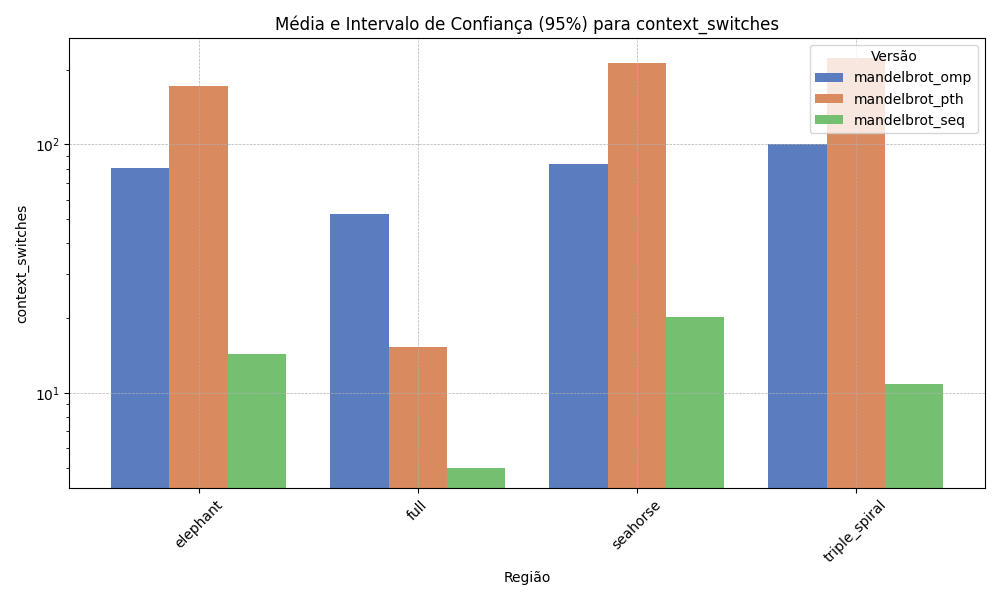 Média e Intervalo de Confiança (95%) para context_switches
Versão
mandelbrot_omp
mandelbrot_pth
mandelbrot_seq
10²
10¹
context_switches
elephant
full
seahorse
triple_spiral
Região